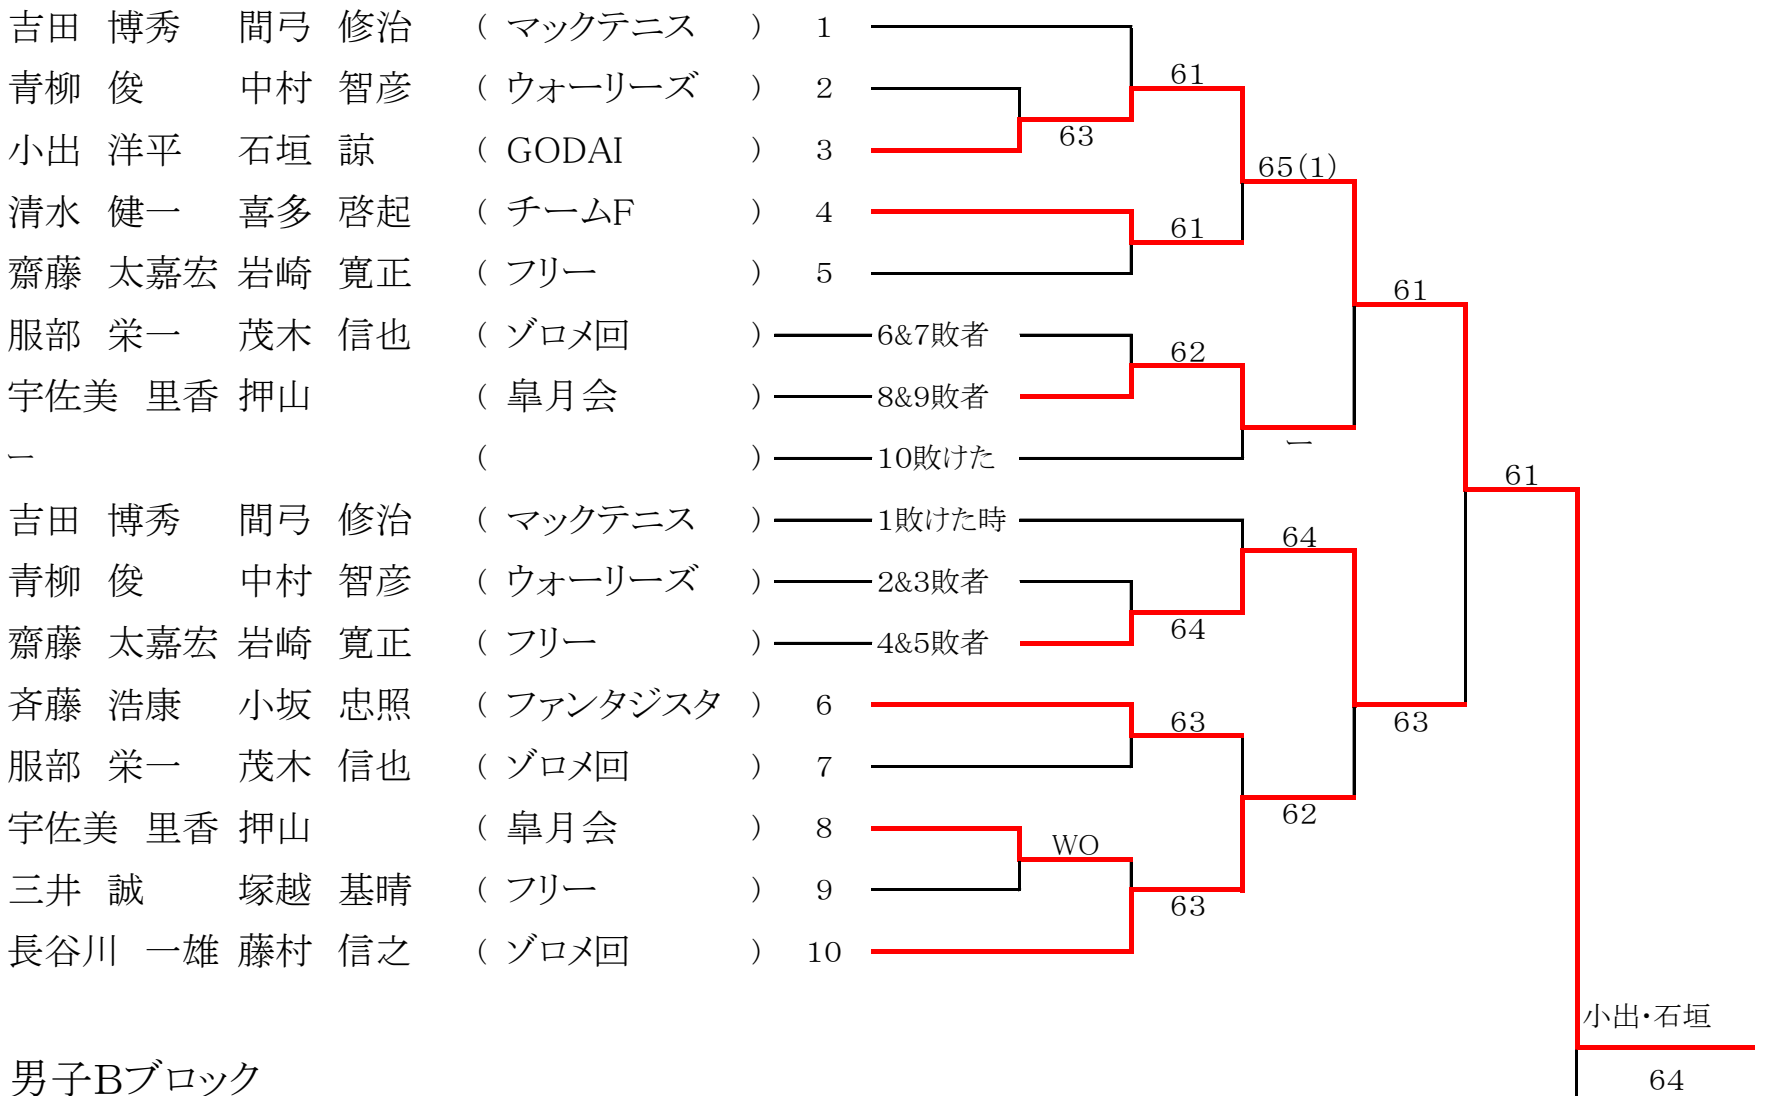 吉田 博秀 間弓 修治 ( マックテニス ) 1
61
青柳 俊 中村 智彦 ( ウォーリーズ ) 2
63
小出 洋平 石垣 諒 ( GODAI ) 3
65(1)
清水 健一 喜多 啓起 ( チームF ) 4
61
齋藤 太嘉宏 岩崎 寛正 ( フリー ) 5
61
服部 栄一 茂木 信也 ( ゾロメ回 ) 6&7敗者
62
宇佐美 里香 押山 ( 皐月会 ) 8&9敗者
ー
ー ( ) 10敗けた
61
吉田 博秀 間弓 修治 ( マックテニス ) 1敗けた時
64
青柳 俊 中村 智彦 ( ウォーリーズ ) 2&3敗者
64
齋藤 太嘉宏 岩崎 寛正 ( フリー ) 4&5敗者
斉藤 浩康 小坂 忠照 ( ファンタジスタ ) 6
63
63
服部 栄一 茂木 信也 ( ゾロメ回 ) 7
62
宇佐美 里香 押山 ( 皐月会 ) 8
WO
三井 誠 塚越 基晴 ( フリー ) 9
63
長谷川 一雄 藤村 信之 ( ゾロメ回 ) 10
小出・石垣
男子Bブロック
64